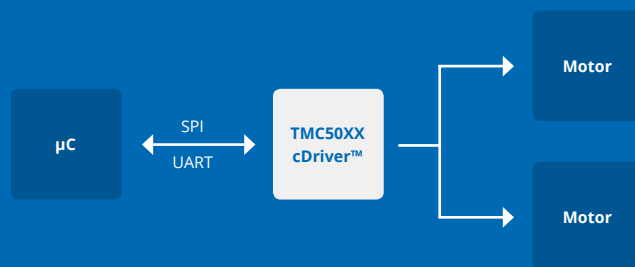 Motor
SPI
µC
TMC50XX
cDriver™
UART
Motor